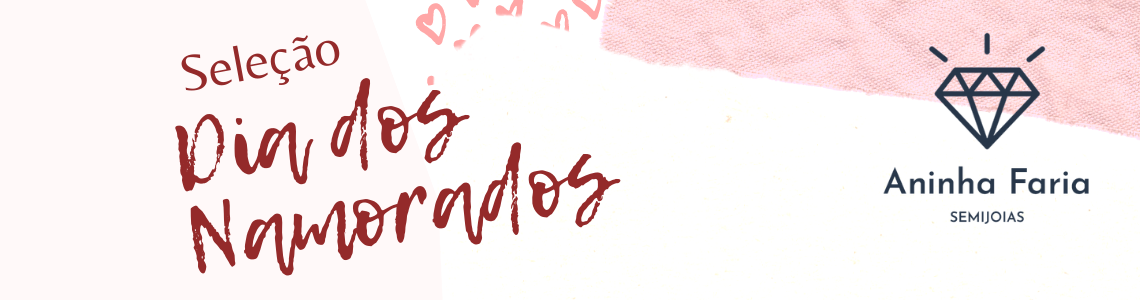 Seleção
Dia dos
Namorados
Aninha Faria
SEMIJOIAS